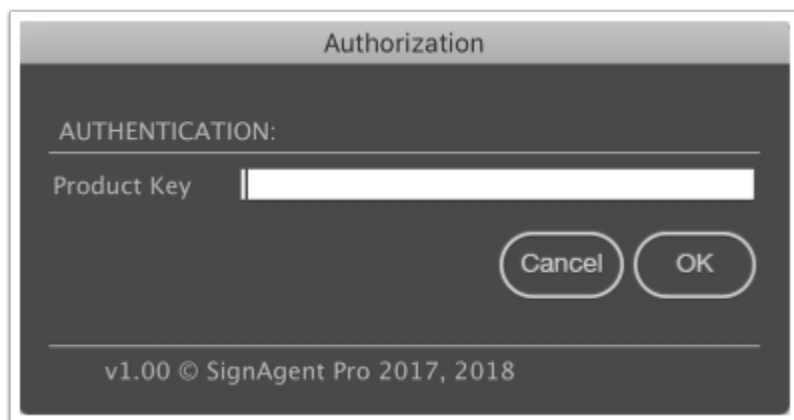 Authorization
AUTHENTICATION:
Product Key
Cancel OK
v1.00 © SignAgent Pro 2017, 2018